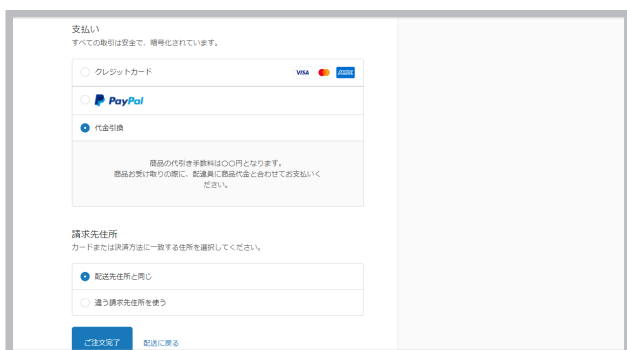 支払い
すべての取引は安全で、暗号化されています。
クレジットカード VISA
PayPal
代金引換
商品の代引き手数料は〇〇円となります。
商品お受け取りの際に、配達員に商品代金と合わせてお支払いく
ださい。
請求先住所
カードまたは決済方法に一致する住所を選択してください。
配送先住所と同じ
違う請求先住所を使う
ご注文完了 配送に戻る